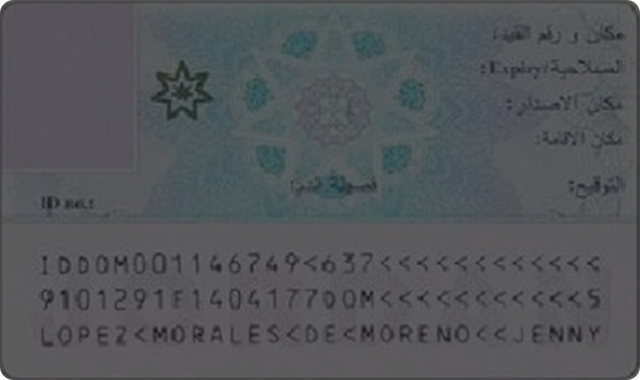 مكان و رقم القيد:
الصلاحية/Expiry:
مكان الاصدار:
مكان الاقامة:
فصيلة الدم:
التوقيع:
ID no.:
IDDOM001146749<637<<<<<<<<<<<<
9101291F1404177DOM<<<<<<<<<<<5
LOPEZ<MORALES<DE<MORENO<<JENNY